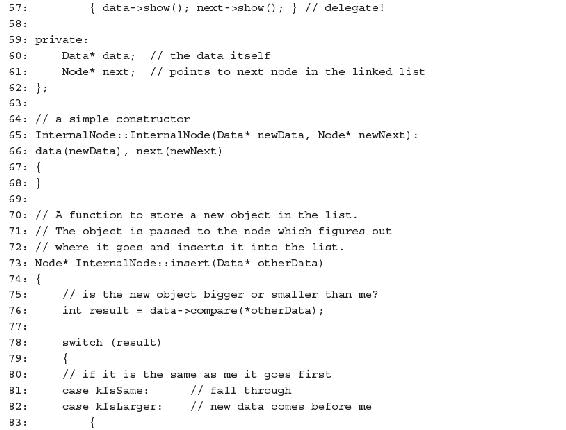 57:         { data->show(); next->show(); } // delegate!
58:
59: private:
60:     Data* data;  // the data itself
61:     Node* next;  // points to next node in the linked list
62: };
63:
64: // a simple constructor
65: InternalNode::InternalNode(Data* newData, Node* newNext):
66: data(newData), next(newNext)
67: {
68: }
69:
70: // A function to store a new object in the list.
71: // The object is passed to the node which figures out
72: // where it goes and inserts it into the list.
73: Node* InternalNode::insert(Data* otherData)
74: {
75:     // is the new object bigger or smaller than me?
76:     int result = data->compare(*otherData);
77:
78:     switch (result)
79:     {
80:     // if it is the same as me it goes first
81:     case kIsSame:      // fall through
82:     case kIsLarger:    // new data comes before me
83:         {